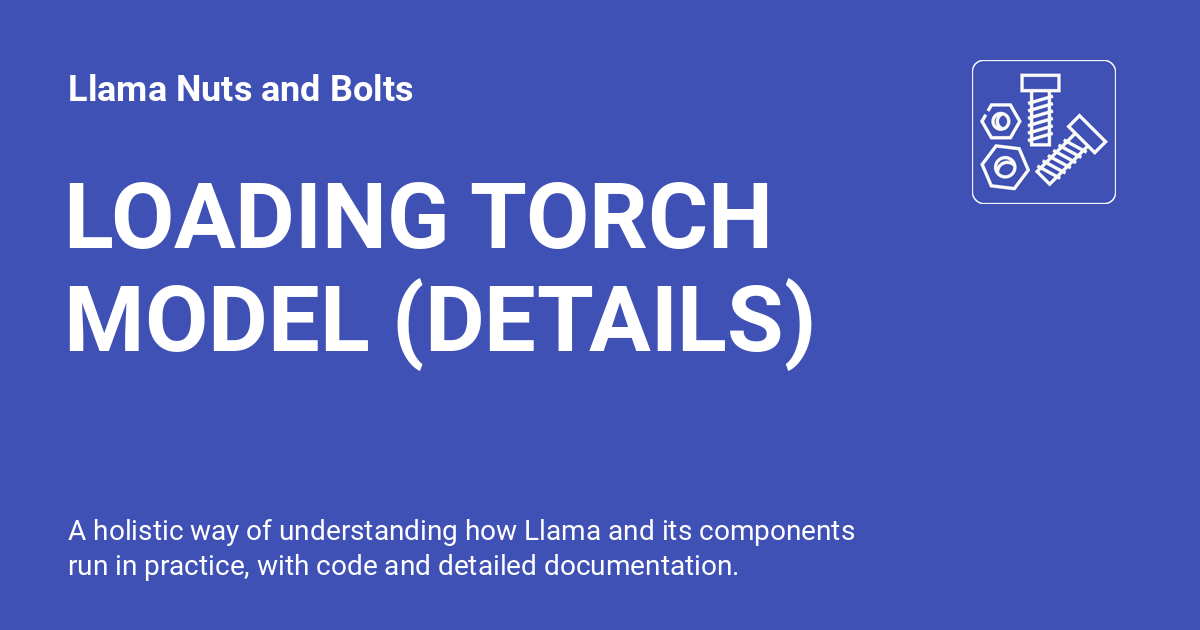 Llama Nuts and Bolts
LOADING TORCH
MODEL (DETAILS)
A holistic way of understanding how Llama and its components
run in practice, with code and detailed documentation.